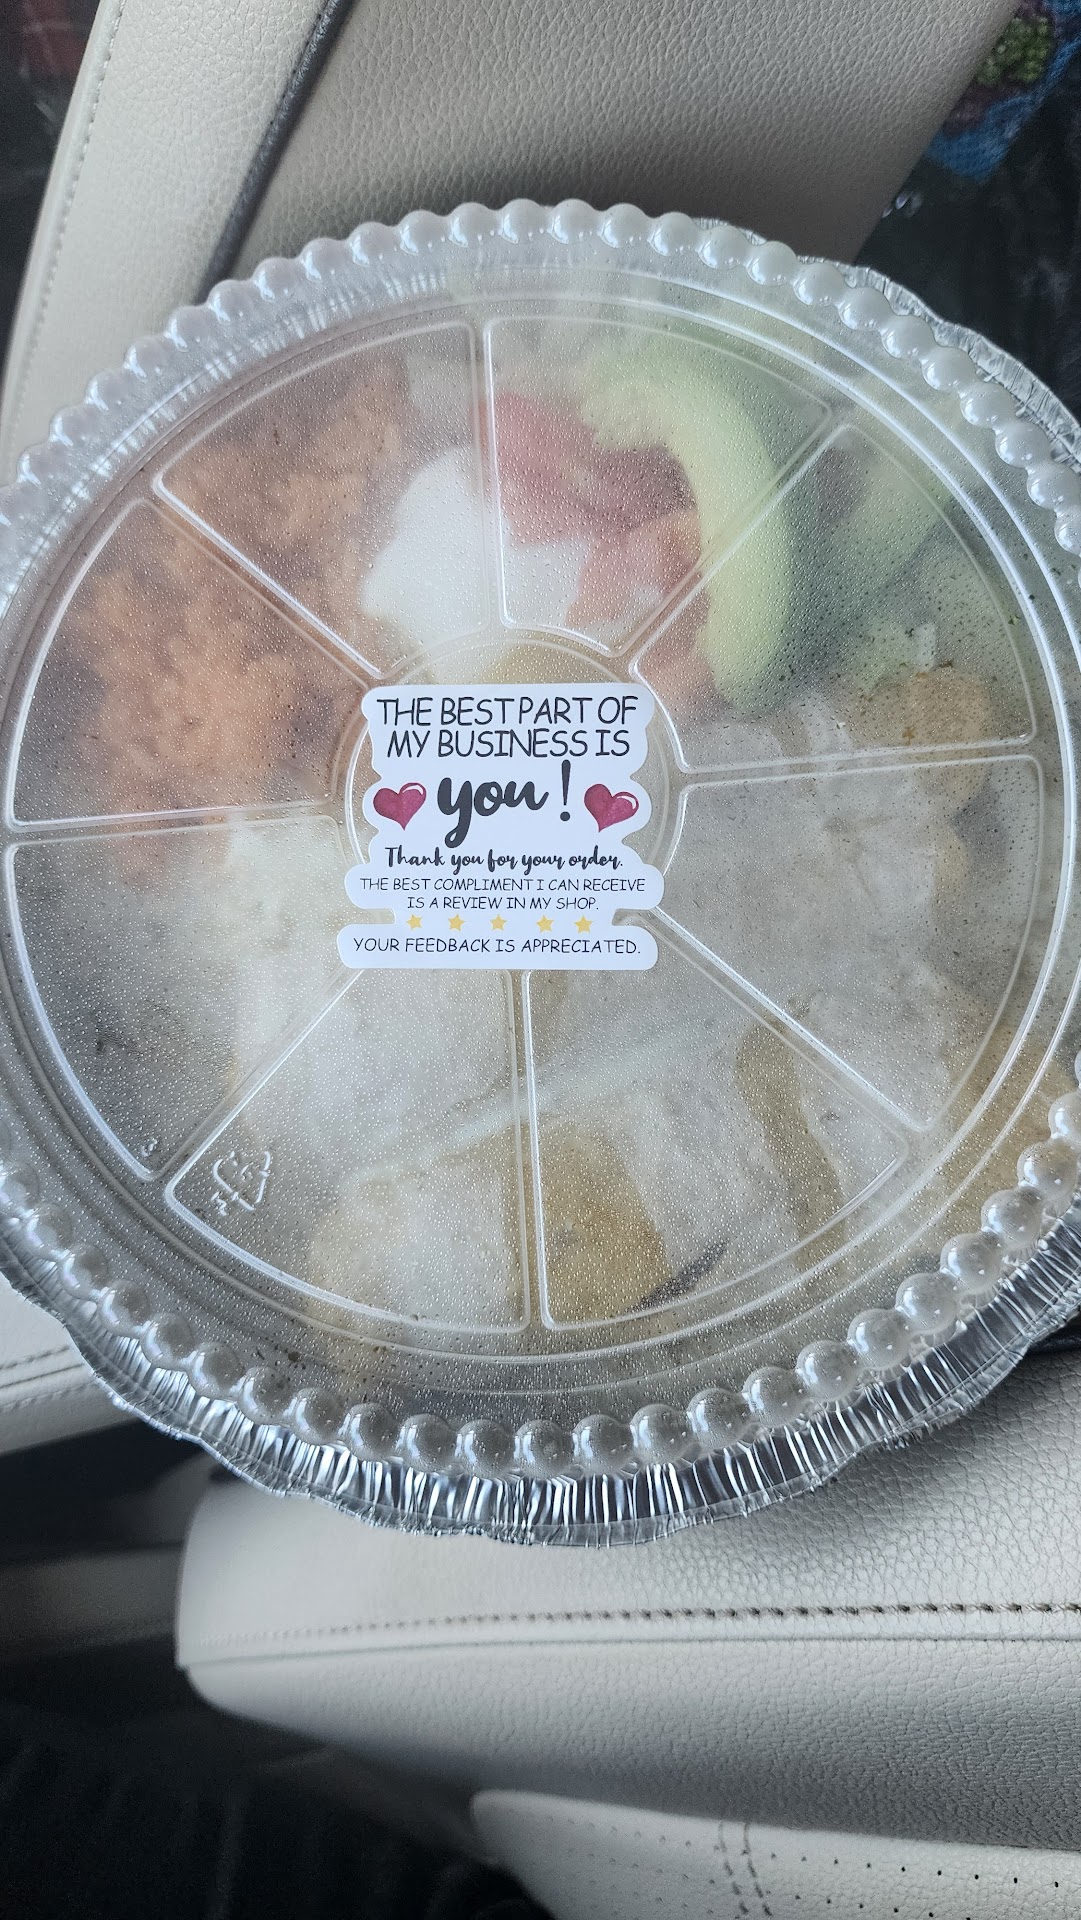 THE BEST PART OF
MY BUSINESS IS
you!
Thank you for your order.
THE BEST COMPLIMENT I CAN RECEIVE
IS A REVIEW IN MY SHOP.
YOUR FEEDBACK IS APPRECIATED.